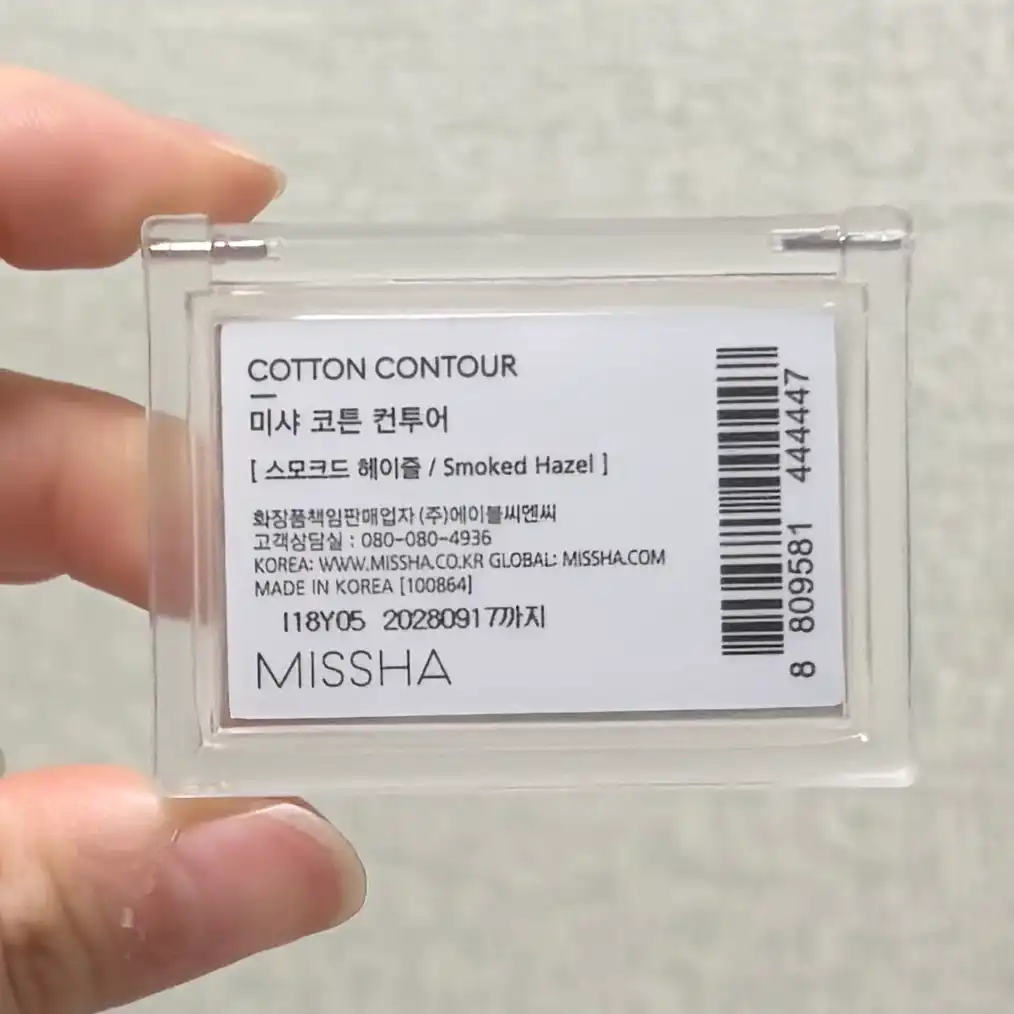 COTTON CONTOUR
미샤 코튼 컨투어
[ 스모크드 헤이즐 / Smoked Hazel ]
화장품책임판매업자 (주)에이블씨엔씨
고객상담실 : 080-080-4936
KOREA: WWW.MISSHA.CO.KR GLOBAL: MISSHA.COM
MADE IN KOREA [100864]
I18Y05 20280917까지
MISSHA
8 809581 444447